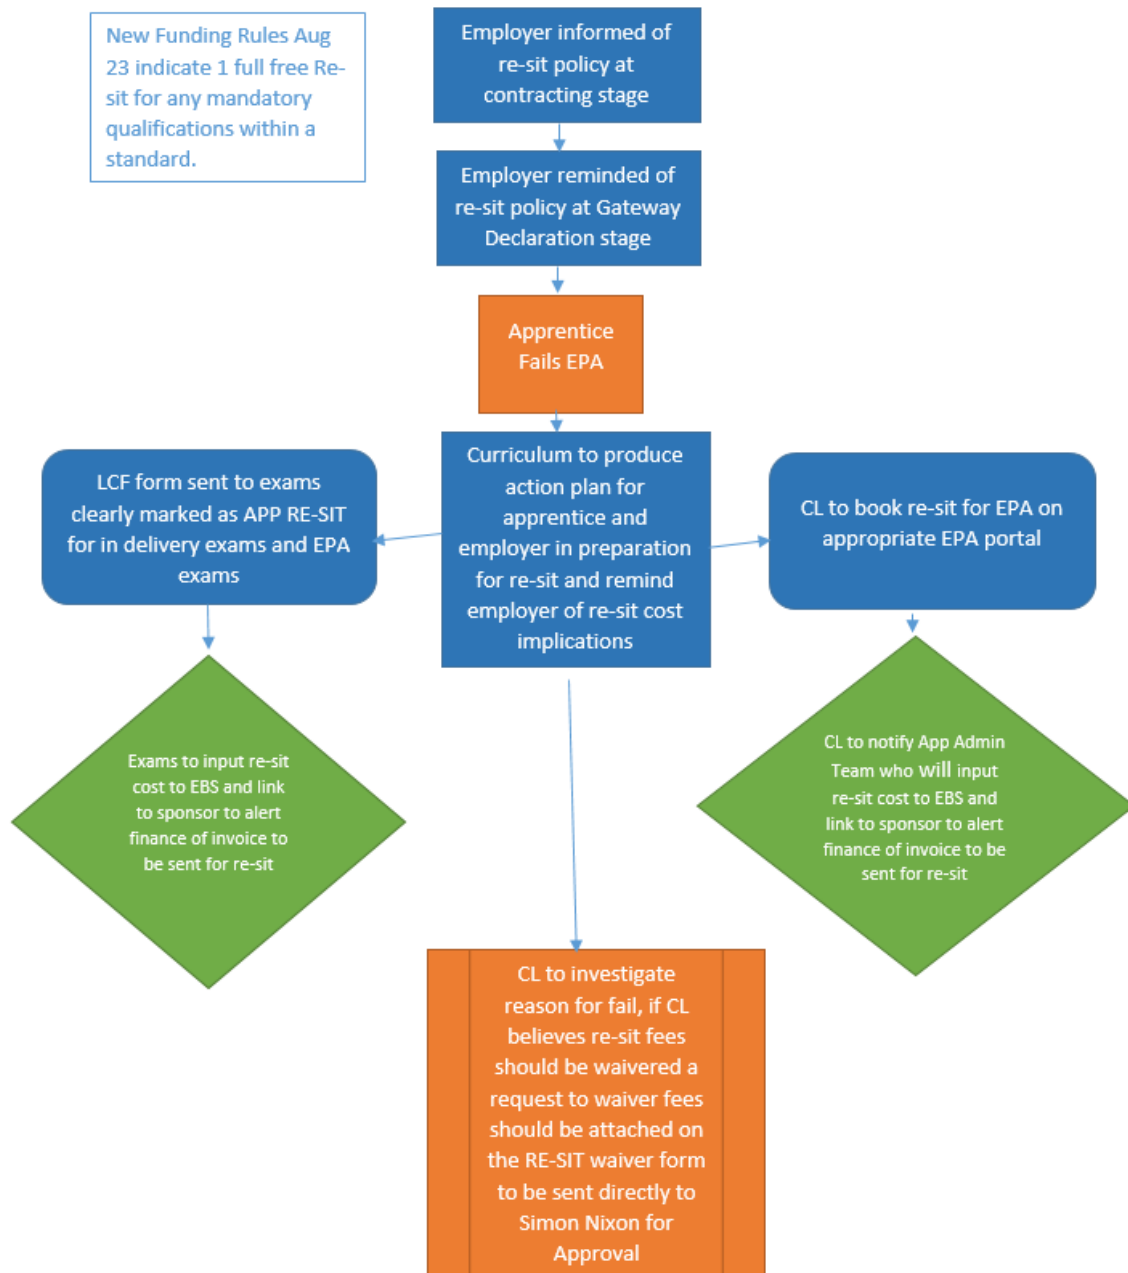 New Funding Rules Aug
23 indicate 1 full free Re-
sit for any mandatory
qualifications within a
standard.
Employer informed of
re-sit policy at
contracting stage
Employer reminded of
re-sit policy at Gateway
Declaration stage
Apprentice
Fails EPA
LCF form sent to exams
clearly marked as APP RE-SIT
for in delivery exams and EPA
exams
Curriculum to produce
action plan for
apprentice and
employer in preparation
for re-sit and remind
employer of re-sit cost
implications
CL to book re-sit for EPA on
appropriate EPA portal
Exams to input re-sit
cost to EBS and link
to sponsor to alert
finance of invoice to
be sent for re-sit
CL to notify App Admin
Team who will input
re-sit cost to EBS and
link to sponsor to alert
finance of invoice to be
sent for re-sit
CL to investigate
reason for fail, if CL
believes re-sit fees
should be waivered a
request to waiver fees
should be attached on
the RE-SIT waiver form
to be sent directly to
Simon Nixon for
Approval